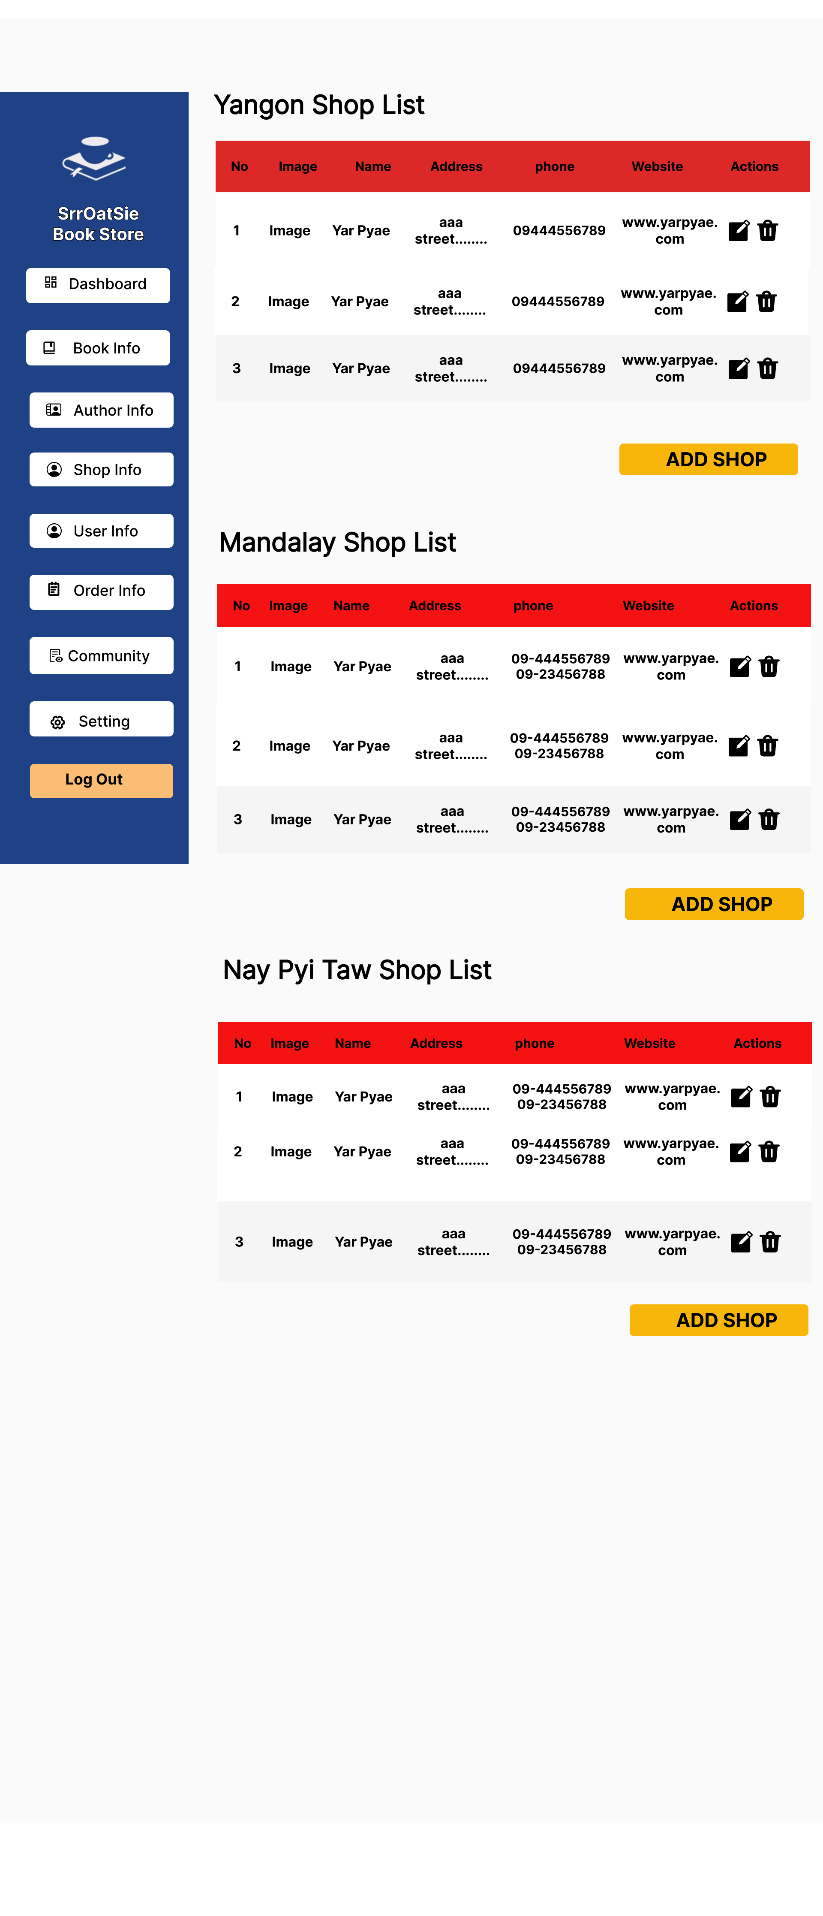 SrrOatSie
Book Store
Dashboard
Book Info
Author Info
Shop Info
User Info
Order Info
Community
Setting
Log Out
Yangon Shop List
No Image Name Address phone Website Actions
1 Image Yar Pyae aaa street........ 09444556789 www.yarpyae.com
2 Image Yar Pyae aaa street........ 09444556789 www.yarpyae.com
3 Image Yar Pyae aaa street........ 09444556789 www.yarpyae.com
ADD SHOP
Mandalay Shop List
No Image Name Address phone Website Actions
1 Image Yar Pyae aaa street........ 09-444556789 09-23456788 www.yarpyae.com
2 Image Yar Pyae aaa street........ 09-444556789 09-23456788 www.yarpyae.com
3 Image Yar Pyae aaa street........ 09-444556789 09-23456788 www.yarpyae.com
ADD SHOP
Nay Pyi Taw Shop List
No Image Name Address phone Website Actions
1 Image Yar Pyae aaa street........ 09-444556789 09-23456788 www.yarpyae.com
2 Image Yar Pyae aaa street........ 09-444556789 09-23456788 www.yarpyae.com
3 Image Yar Pyae aaa street........ 09-444556789 09-23456788 www.yarpyae.com
ADD SHOP